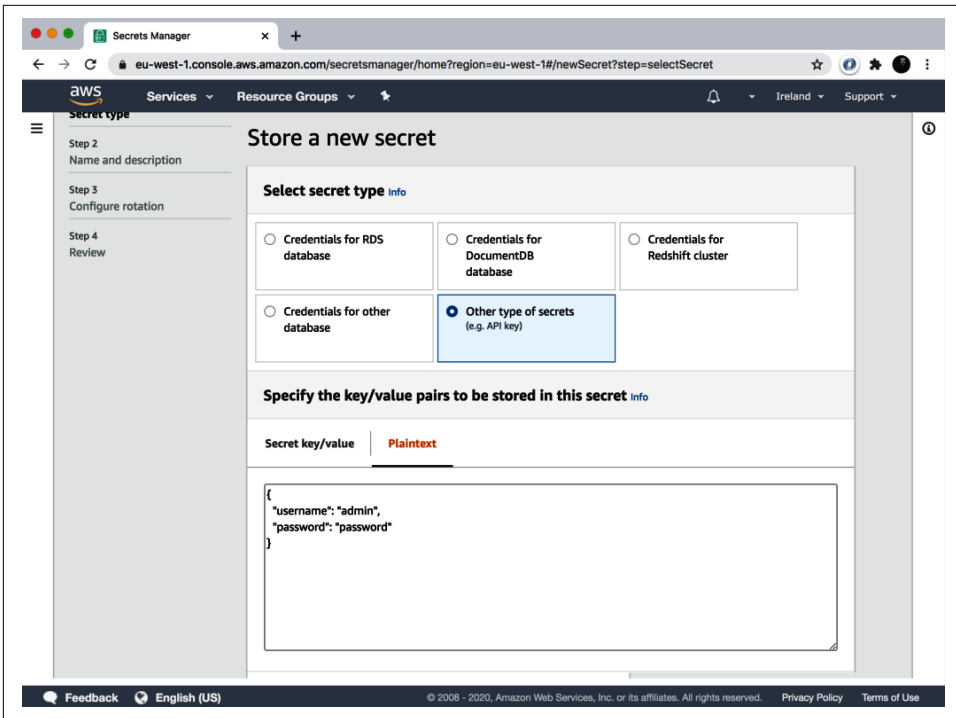 Secrets Manager
eu-west-1.console.aws.amazon.com/secretsmanager/home?region=eu-west-1#/newSecret?step=selectSecret
aws
Services
Resource Groups
Ireland
Support
Secret type
Step 2
Name and description
Step 3
Configure rotation
Step 4
Review
Store a new secret
Select secret type Info
Credentials for RDS
database
Credentials for
DocumentDB
database
Credentials for
Redshift cluster
Credentials for other
database
Other type of secrets
(e.g. API key)
Specify the key/value pairs to be stored in this secret Info
Secret key/value
Plaintext
{
"username": "admin",
"password": "password"
}
Feedback
English (US)
© 2008 - 2020, Amazon Web Services, Inc. or its affiliates. All rights reserved.
Privacy Policy
Terms of Use